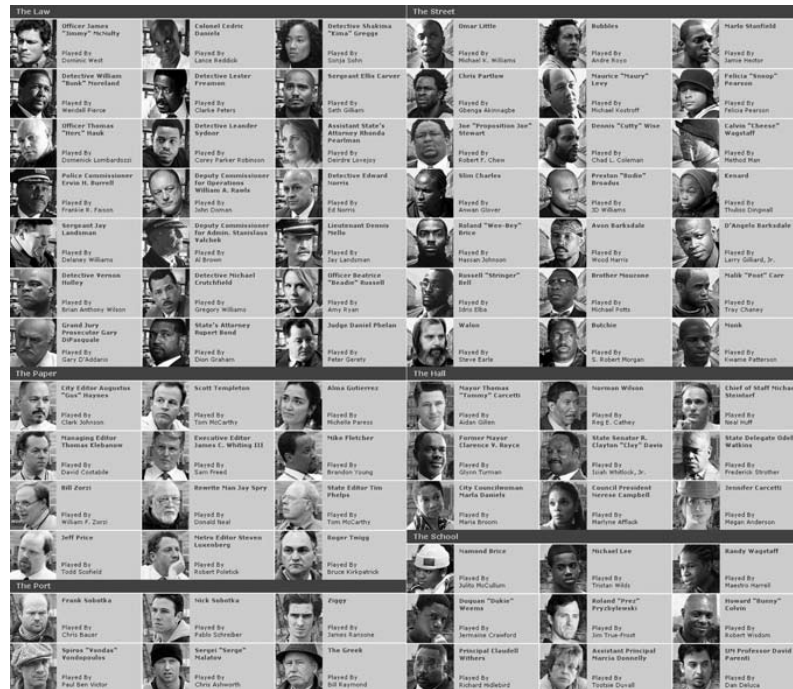 The Law
Officer James
"Jimmy" McNulty
Played By
Dominic West
Colonel Cedric
Daniels
Played By
Lance Reddick
Detective Shakima
"Kima" Greggs
Played By
Sonja Sohn
Detective William
"Bunk" Moreland
Played By
Wendell Pierce
Detective Lester
Freamon
Played By
Clarke Peters
Sergeant Ellis Carver
Played By
Seth Gilliam
Officer Thomas
"Herc" Hauk
Played By
Domenick Lombardozzi
Detective Leander
Sydnor
Played By
Corey Parker Robinson
Assistant State's
Attorney Rhonda
Pearlman
Played By
Deirdre Lovejoy
Police Commissioner
Ervin H. Burrell
Played By
Frankie R. Faison
Deputy Commissioner
for Operations
William A. Rawls
Played By
John Doman
Detective Edward
Norris
Played By
Ed Norris
Sergeant Jay
Landsman
Played By
Delaney Williams
Deputy Commissioner
for Admin. Stanislaus
Valchek
Played By
Al Brown
Lieutenant Dennis
Mello
Played By
Jay Landsman
Detective Vernon
Holley
Played By
Brian Anthony Wilson
Detective Michael
Crutchfield
Played By
Gregory Williams
Officer Beatrice
"Beadie" Russell
Played By
Amy Ryan
Grand Jury
Prosecutor Gary
DiPasquale
Played By
Gary D'Addario
State's Attorney
Rupert Bond
Played By
Dion Graham
Judge Daniel Phelan
Played By
Peter Gerety
The Paper
City Editor Augustus
"Gus" Haynes
Played By
Clark Johnson
Scott Templeton
Played By
Tom McCarthy
Alma Gutierrez
Played By
Michelle Paress
Managing Editor
Thomas Klebanow
Played By
David Costabile
Executive Editor
James C. Whiting III
Played By
Sam Freed
Mike Fletcher
Played By
Brandon Young
Bill Zorzi
Played By
William F. Zorzi
Rewrite Man Jay Spry
Played By
Donald Neal
State Editor Tim
Phelps
Played By
Tom McCarthy
Jeff Price
Played By
Todd Scofield
Metro Editor Steven
Luxenberg
Played By
Robert Poletick
Roger Twigg
Played By
Bruce Kirkpatrick
The Port
Frank Sobotka
Played By
Chris Bauer
Nick Sobotka
Played By
Pablo Schreiber
Ziggy
Played By
James Ransone
Spiros "Vondas"
Vondopoulos
Played By
Paul Ben Victor
Sergei "Serge"
Malatov
Played By
Chris Ashworth
The Greek
Played By
Bill Raymond
The Street
Omar Little
Played By
Michael K. Williams
Bubbles
Played By
Andre Royo
Marlo Stanfield
Played By
Jamie Hector
Chris Partlow
Played By
Gbenga Akinnagbe
Maurice "Maury"
Levy
Played By
Michael Kostroff
Felicia "Snoop"
Pearson
Played By
Felicia Pearson
Joe "Proposition Joe"
Stewart
Played By
Robert F. Chew
Dennis "Cutty" Wise
Played By
Chad L. Coleman
Calvin "Cheese"
Wagstaff
Played By
Method Man
Slim Charles
Played By
Anwan Glover
Preston "Bodie"
Broadus
Played By
JD Williams
Kenard
Played By
Thuliso Dingwall
Roland "Wee-Bey"
Brice
Played By
Hassan Johnson
Avon Barksdale
Played By
Wood Harris
D'Angelo Barksdale
Played By
Larry Gilliard, Jr.
Russell "Stringer"
Bell
Played By
Idris Elba
Brother Mouzone
Played By
Michael Potts
Malik "Poot" Carr
Played By
Tray Chaney
Walon
Played By
Steve Earle
Butchie
Played By
S. Robert Morgan
Monk
Played By
Kwame Patterson
The Hall
Mayor Thomas
"Tommy" Carcetti
Played By
Aidan Gillen
Norman Wilson
Played By
Reg E. Cathey
Chief of Staff Michae
Steintorf
Played By
Neal Huff
Former Mayor
Clarence V. Royce
Played By
Glynn Turman
State Senator R.
Clayton "Clay" Davis
Played By
Isiah Whitlock, Jr.
State Delegate Odell
Watkins
Played By
Frederick Strother
City Councilwoman
Marla Daniels
Played By
Maria Broom
Council President
Nerese Campbell
Played By
Marlyne Afflack
Jennifer Carcetti
Played By
Megan Anderson
The School
Namond Brice
Played By
Julito McCullum
Michael Lee
Played By
Tristan Wilds
Randy Wagstaff
Played By
Maestro Harrell
Duquan "Dukie"
Weems
Played By
Jermaine Crawford
Roland "Prez"
Pryzbylewski
Played By
Jim True-Frost
Howard "Bunny"
Colvin
Played By
Robert Wisdom
Principal Claudell
Withers
Played By
Richard Hidlebird
Assistant Principal
Marcia Donnelly
Played By
Tootsie Duvall
UM Professor David
Parenti
Played By
Dan Deluca